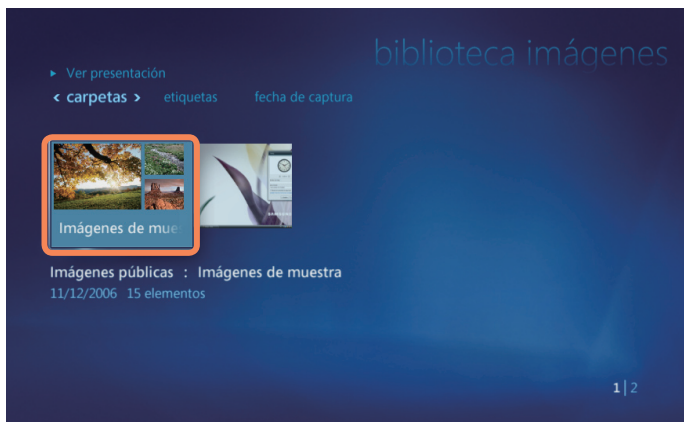 biblioteca imágenes
▸ Ver presentación
‹ carpetas › etiquetas fecha de captura
SAMSUNG
Imágenes de mue
Imágenes públicas : Imágenes de muestra
11/12/2006 15 elementos
1|2